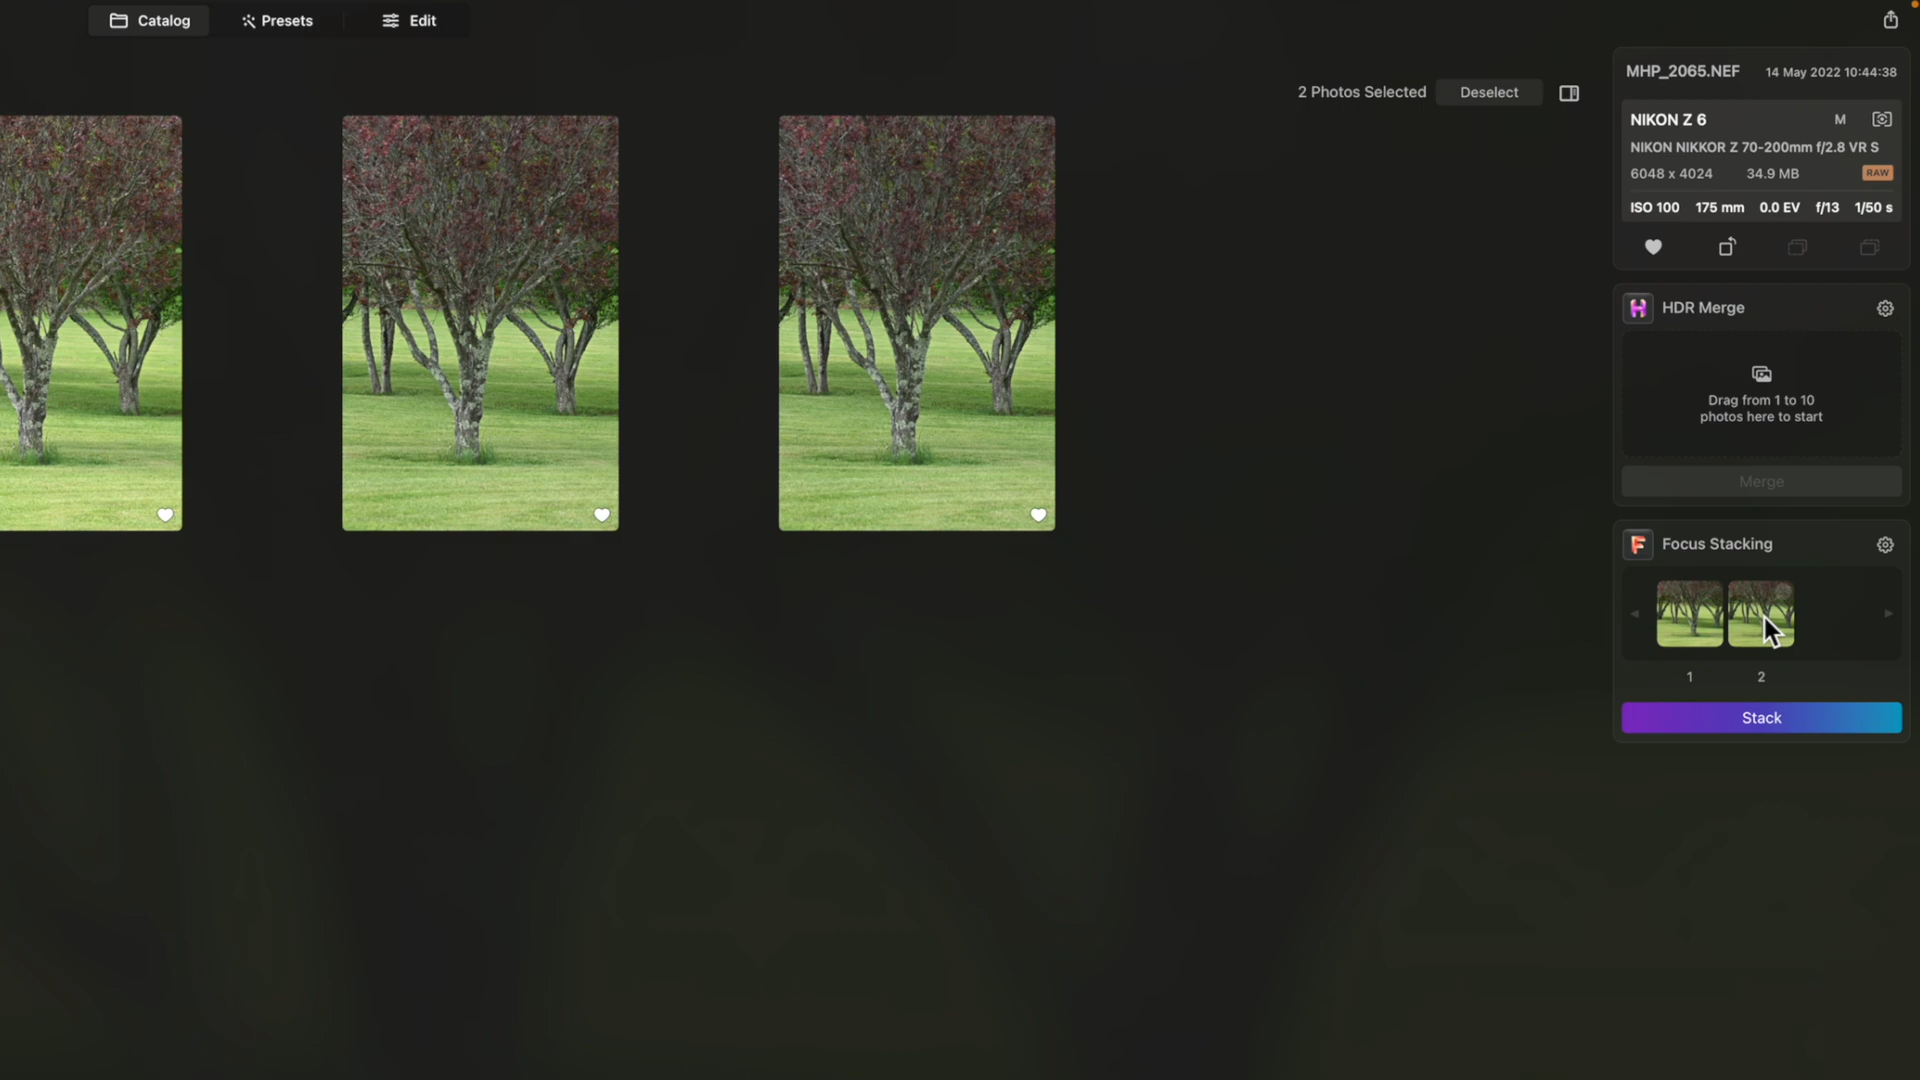 Catalog
Presets
Edit
2 Photos Selected
Deselect
MHP_2065.NEF
14 May 2022 10:44:38
NIKON Z 6
M
NIKON NIKKOR Z 70-200mm f/2.8 VR S
6048 x 4024
34.9 MB
RAW
ISO 100
175 mm
0.0 EV
f/13
1/50 s
HDR Merge
Drag from 1 to 10
photos here to start
Merge
Focus Stacking
1
2
Stack